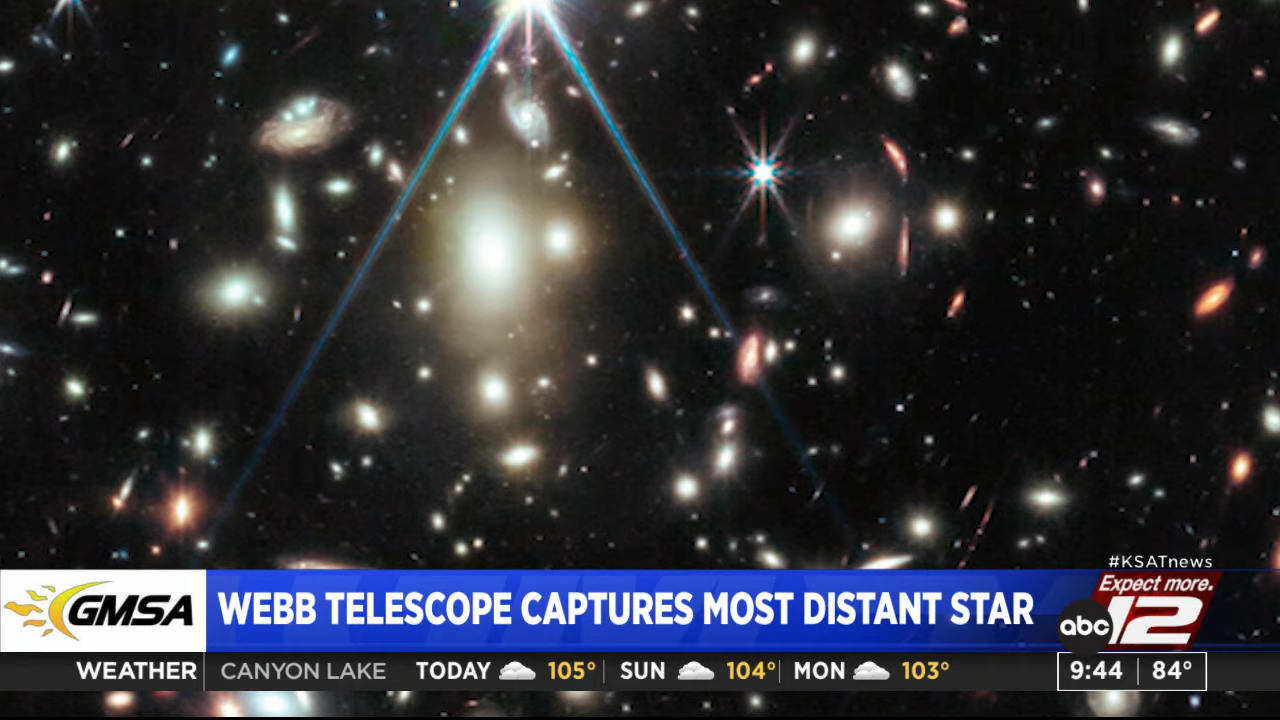 #KSATnews
GMSA
WEBB TELESCOPE CAPTURES MOST DISTANT STAR
Expect more.
abc 12
WEATHER CANYON LAKE TODAY 105° SUN 104° MON 103° 9:44 84°